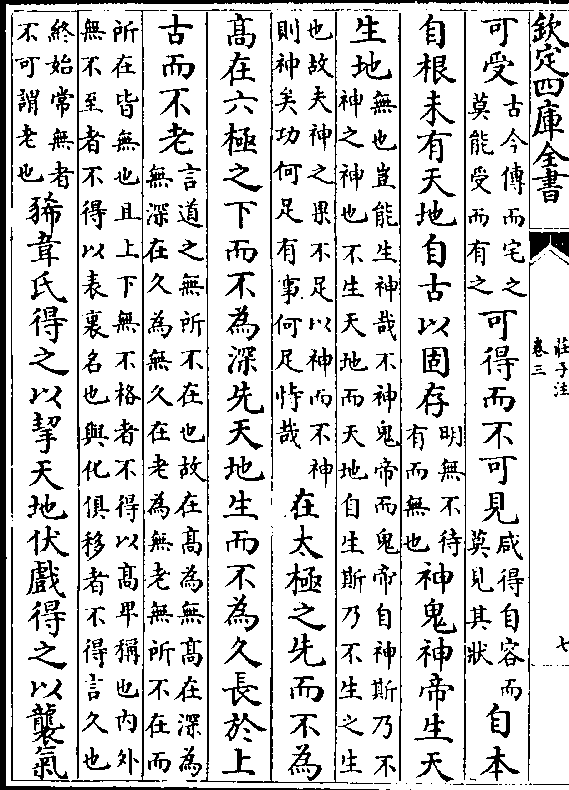 欽定四庫全書
莊子注
卷三
七
可受
古今傳而宅之
莫能受而有之
可得而不可見
咸得自容而
莫見其狀
自本
自根未有天地自古以固存
明無不待
有而無也
神鬼神帝生天
生地
無也豈能生神哉不神鬼帝而鬼帝自神斯乃不
神之神也不生天地而天地自生斯乃不生之生
也故夫神之果不足以神而不神
則神矣功何足有事何足恃哉
在太極之先而不為
髙在六極之下而不為深先天地生而不為久長於上
古而不老
言道之無所不在也故在髙為無髙在深為
無深在久為無久在老為無老無所不在而
所在皆無也且上下無不格者不得以髙卑稱也内外
無不至者不得以表裏名也與化俱移者不得言久也
終始常無者
不可謂老也
豨韋氏得之以挈天地伏戲得之以襲氣